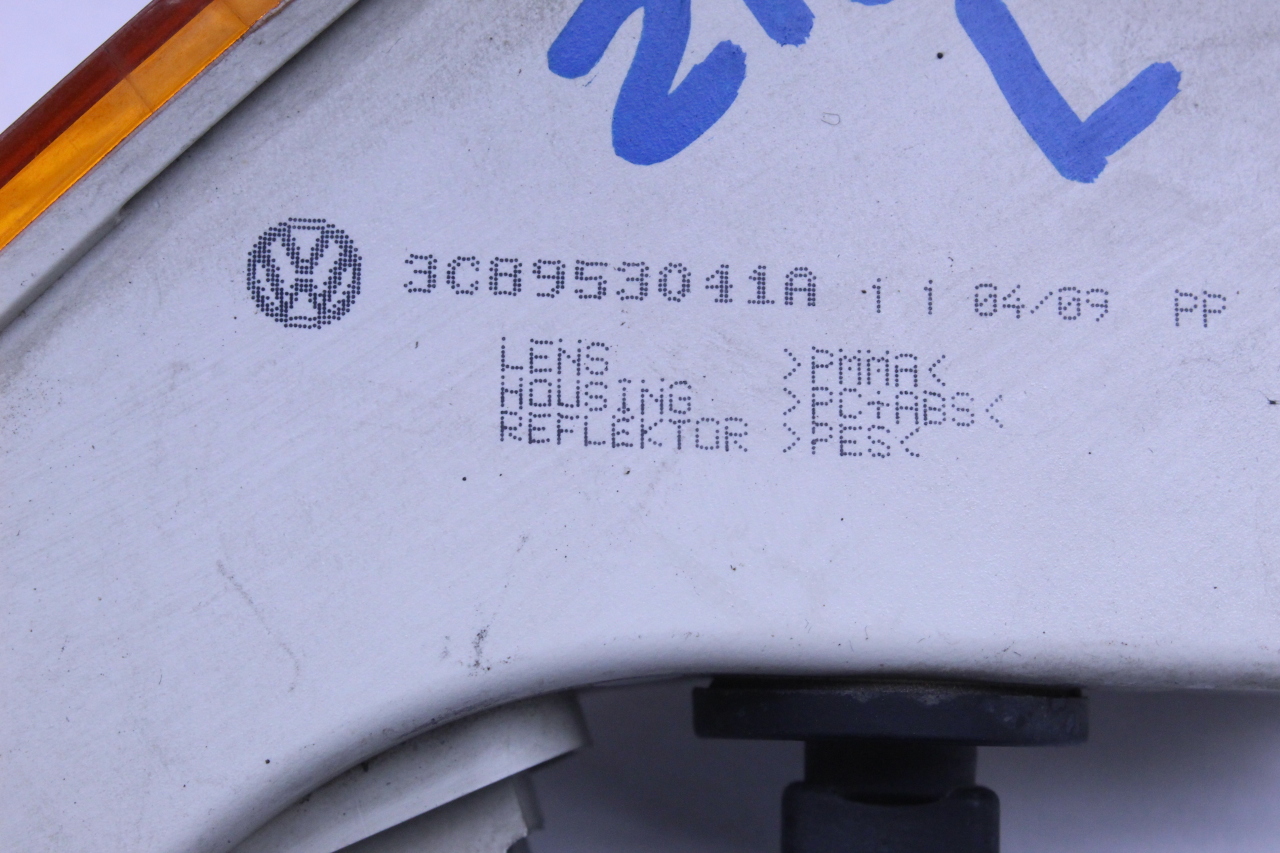 3C8953041A i i 04/09 PP
LENS >PMMA<
HOUSING >PC+ABS<
REFLEKTOR >PES<